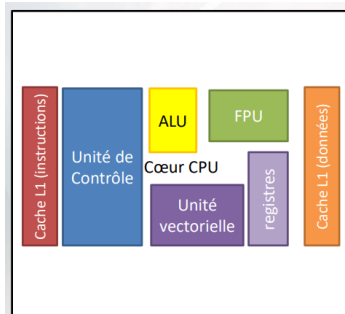 Cache L1 (instructions)
Unité de
Contrôle
ALU
FPU
Cœur CPU
Unité
vectorielle
registres
Cache L1 (données)